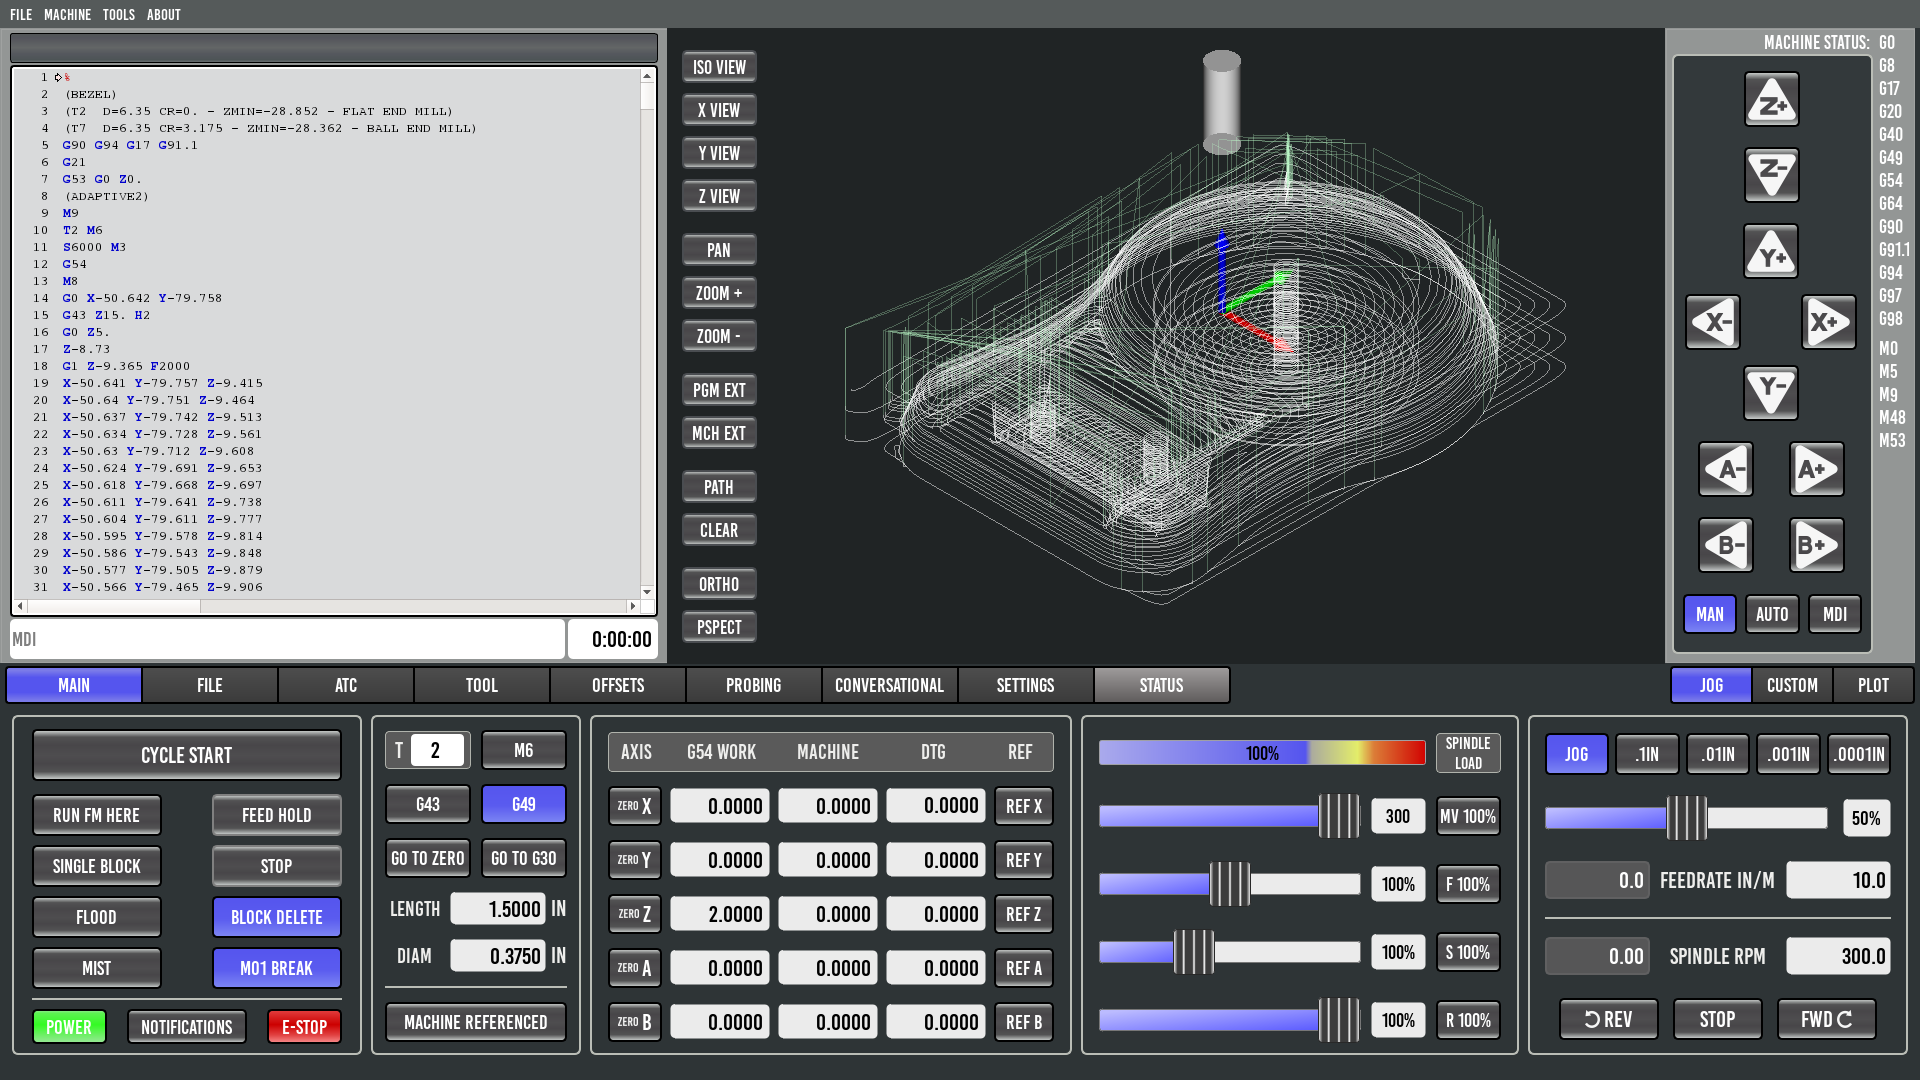 FILE MACHINE TOOLS ABOUT
1 %
2 (BEZEL)
3 (T2 D=6.35 CR=0. - ZMIN=-28.852 - FLAT END MILL)
4 (T7 D=6.35 CR=3.175 - ZMIN=-28.362 - BALL END MILL)
5 G90 G94 G17 G91.1
6 G21
7 G53 G0 Z0.
8 (ADAPTIVE2)
9 M9
10 T2 M6
11 S6000 M3
12 G54
13 M8
14 G0 X-50.642 Y-79.758
15 G43 Z15. H2
16 G0 Z5.
17 Z-8.73
18 G1 Z-9.365 F2000
19 X-50.641 Y-79.757 Z-9.415
20 X-50.64 Y-79.751 Z-9.464
21 X-50.637 Y-79.742 Z-9.513
22 X-50.634 Y-79.728 Z-9.561
23 X-50.63 Y-79.712 Z-9.608
24 X-50.624 Y-79.691 Z-9.653
25 X-50.618 Y-79.668 Z-9.697
26 X-50.611 Y-79.641 Z-9.738
27 X-50.604 Y-79.611 Z-9.777
28 X-50.595 Y-79.578 Z-9.814
29 X-50.586 Y-79.543 Z-9.848
30 X-50.577 Y-79.505 Z-9.879
31 X-50.566 Y-79.465 Z-9.906
MDI 0:00:00
ISO VIEW
X VIEW
Y VIEW
Z VIEW
PAN
ZOOM +
ZOOM -
PGM EXT
MCH EXT
PATH
CLEAR
ORTHO
PSPECT
MACHINE STATUS:
Z+
Z-
Y+
X- X+
Y-
A- A+
B- B+
MAN AUTO MDI
G0
G8
G17
G20
G40
G49
G54
G64
G90
G91.1
G94
G97
G98
M0
M5
M9
M48
M53
MAIN FILE ATC TOOL OFFSETS PROBING CONVERSATIONAL SETTINGS STATUS
JOG CUSTOM PLOT
CYCLE START
RUN FM HERE FEED HOLD
SINGLE BLOCK STOP
FLOOD BLOCK DELETE
MIST M01 BREAK
POWER NOTIFICATIONS E-STOP
T 2 M6
G43 G49
GO TO ZERO GO TO G30
LENGTH 1.5000 IN
DIAM 0.3750 IN
MACHINE REFERENCED
AXIS G54 WORK MACHINE DTG REF
ZERO X 0.0000 0.0000 0.0000 REF X
ZERO Y 0.0000 0.0000 0.0000 REF Y
ZERO Z 2.0000 0.0000 0.0000 REF Z
ZERO A 0.0000 0.0000 0.0000 REF A
ZERO B 0.0000 0.0000 0.0000 REF B
100% SPINDLE
LOAD
300 MV 100%
100% F 100%
100% S 100%
100% R 100%
JOG .1IN .01IN .001IN .0001IN
50%
0.0 FEEDRATE IN/M 10.0
0.00 SPINDLE RPM 300.0
REV STOP FWD